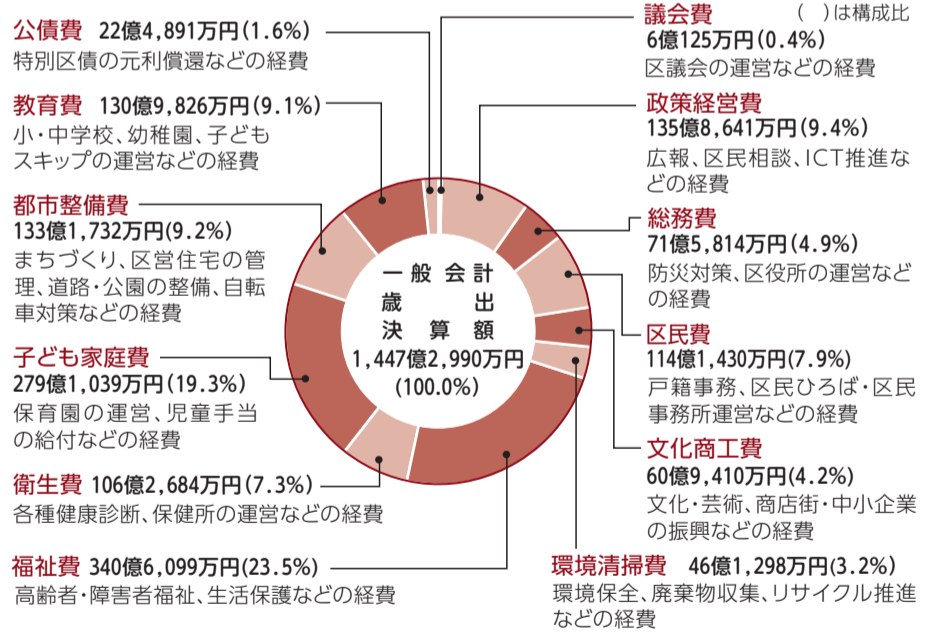 公債費 22億4,891万円(1.6%)
特別区債の元利償還などの経費
教育費 130億9,826万円(9.1%)
小・中学校、幼稚園、子ども
スキップの運営などの経費
都市整備費
133億1,732万円(9.2%)
まちづくり、区営住宅の管
理、道路・公園の整備、自転
車対策などの経費
子ども家庭費
279億1,039万円(19.3%)
保育園の運営、児童手当
の給付などの経費
衛生費 106億2,684万円(7.3%)
各種健康診断、保健所の運営などの経費
福祉費 340億6,099万円(23.5%)
高齢者・障害者福祉、生活保護などの経費
一般会計
歳出
決算額
1,447億2,990万円
(100.0%)
議会費 ( )は構成比
6億125万円(0.4%)
区議会の運営などの経費
政策経営費
135億8,641万円(9.4%)
広報、区民相談、ICT推進な
どの経費
総務費
71億5,814万円(4.9%)
防災対策、区役所の運営など
の経費
区民費
114億1,430万円(7.9%)
戸籍事務、区民ひろば・区民
事務所運営などの経費
文化商工費
60億9,410万円(4.2%)
文化・芸術、商店街・中小企業
の振興などの経費
環境清掃費 46億1,298万円(3.2%)
環境保全、廃棄物収集、リサイクル推進
などの経費